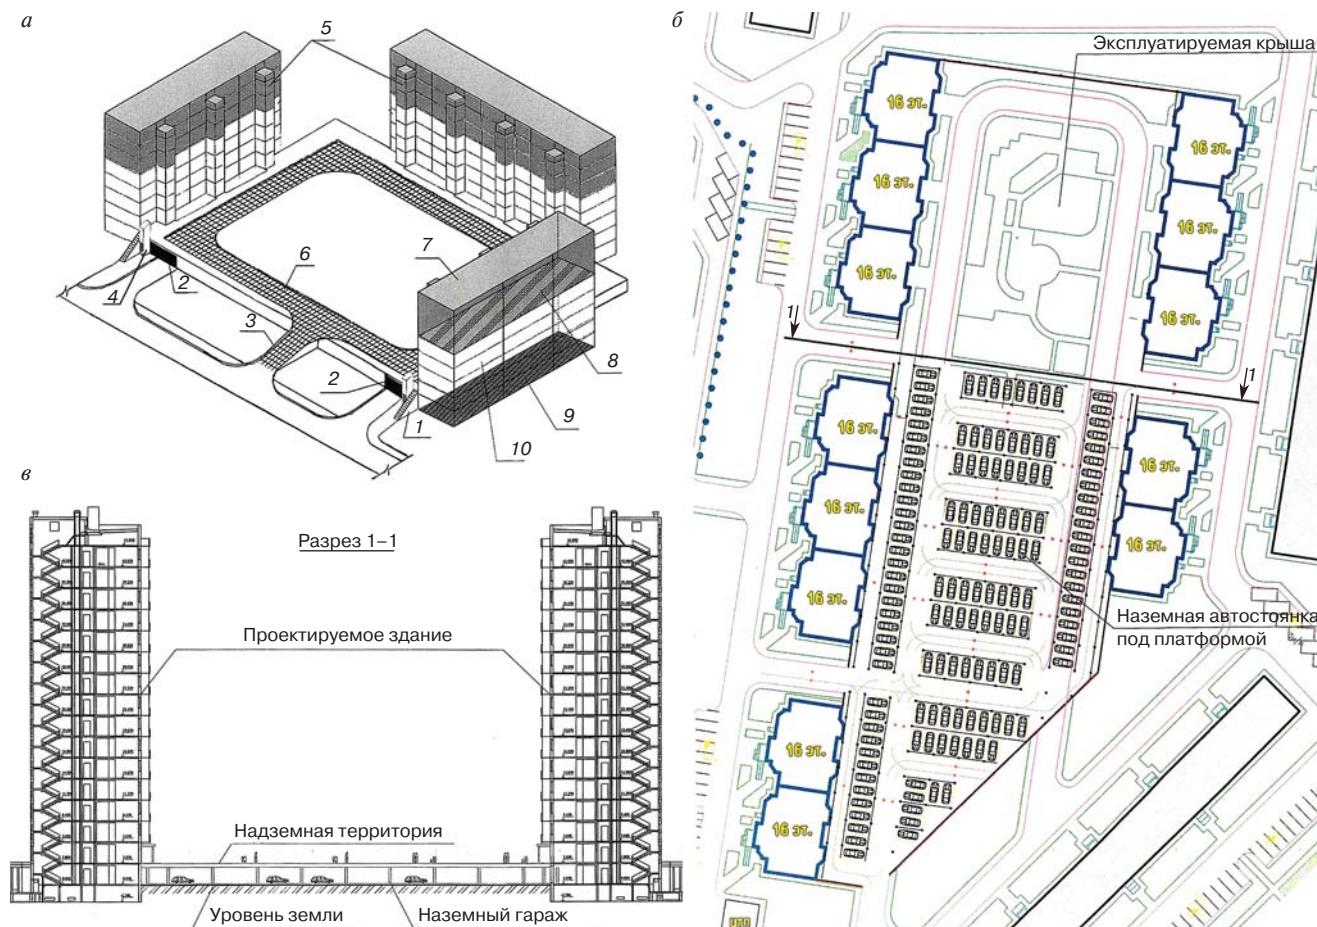 а
5
7
6
4
2
3
2
1
10
9
8
б
Эксплуатируемая крыша
16 эт.
16 эт.
16 эт.
16 эт.
16 эт.
16 эт.
1
1
16 эт.
16 эт.
16 эт.
16 эт.
16 эт.
Наземная автостоянка
под платформой
16 эт.
16 эт.
ЦТП
в
Разрез 1–1
Проектируемое здание
Надземная территория
Уровень земли
Наземный гараж